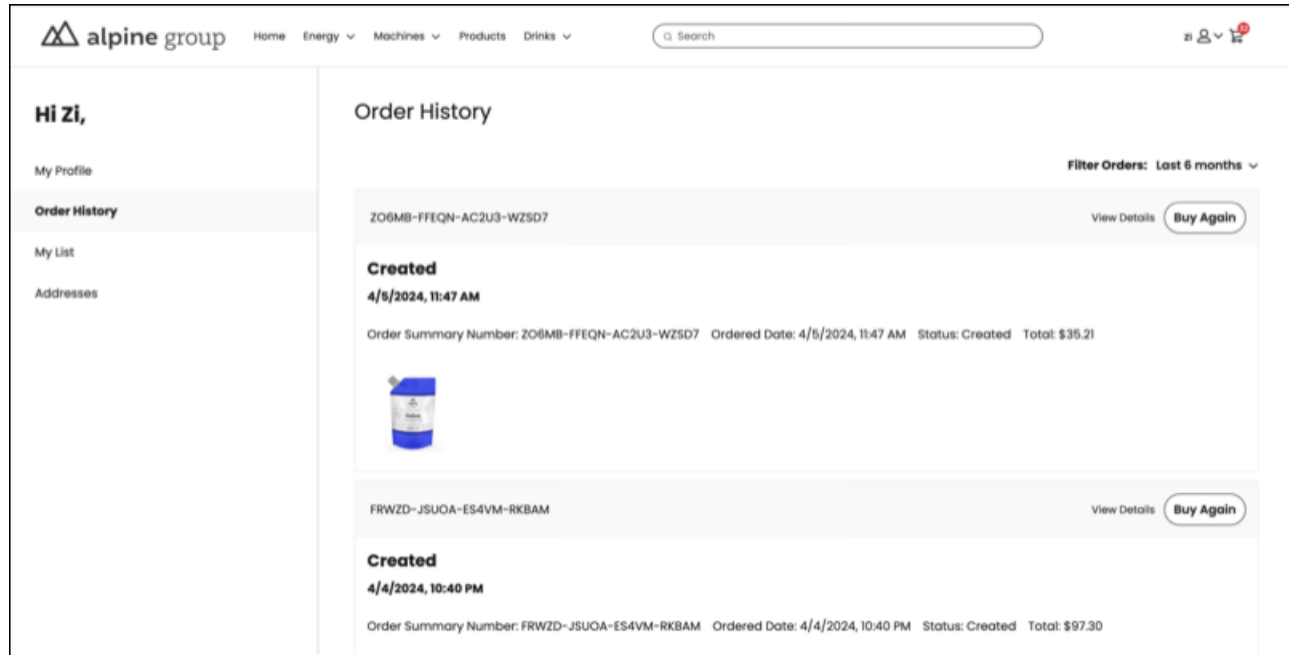 alpine group Home Energy Machines Products Drinks Search zi
Hi Zi,
My Profile
Order History
My List
Addresses
Order History
Filter Orders: Last 6 months
ZO6MB-FFEQN-AC2U3-WZSD7 View Details Buy Again
Created
4/5/2024, 11:47 AM
Order Summary Number: ZO6MB-FFEQN-AC2U3-WZSD7 Ordered Date: 4/5/2024, 11:47 AM Status: Created Total: $35.21
FRWZD-JSUOA-ES4VM-RKBAM View Details Buy Again
Created
4/4/2024, 10:40 PM
Order Summary Number: FRWZD-JSUOA-ES4VM-RKBAM Ordered Date: 4/4/2024, 10:40 PM Status: Created Total: $97.30